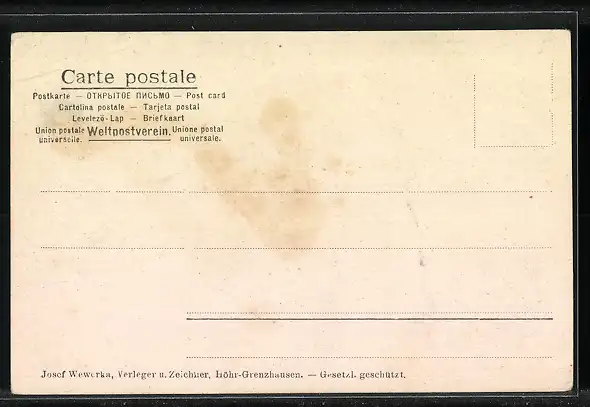 Carte postale
Postkarte — ОТКРЫТОЕ ПИСЬМО — Post card
Cartolina postale — Tarjeta postal
Levelező-Lap — Briefkaart
Union postale universelle. Weltpostverein. Unione postal universale.
Josef Wewerka, Verleger u. Zeichner, Höhr-Grenzhausen. — Gesetzl. geschützt.